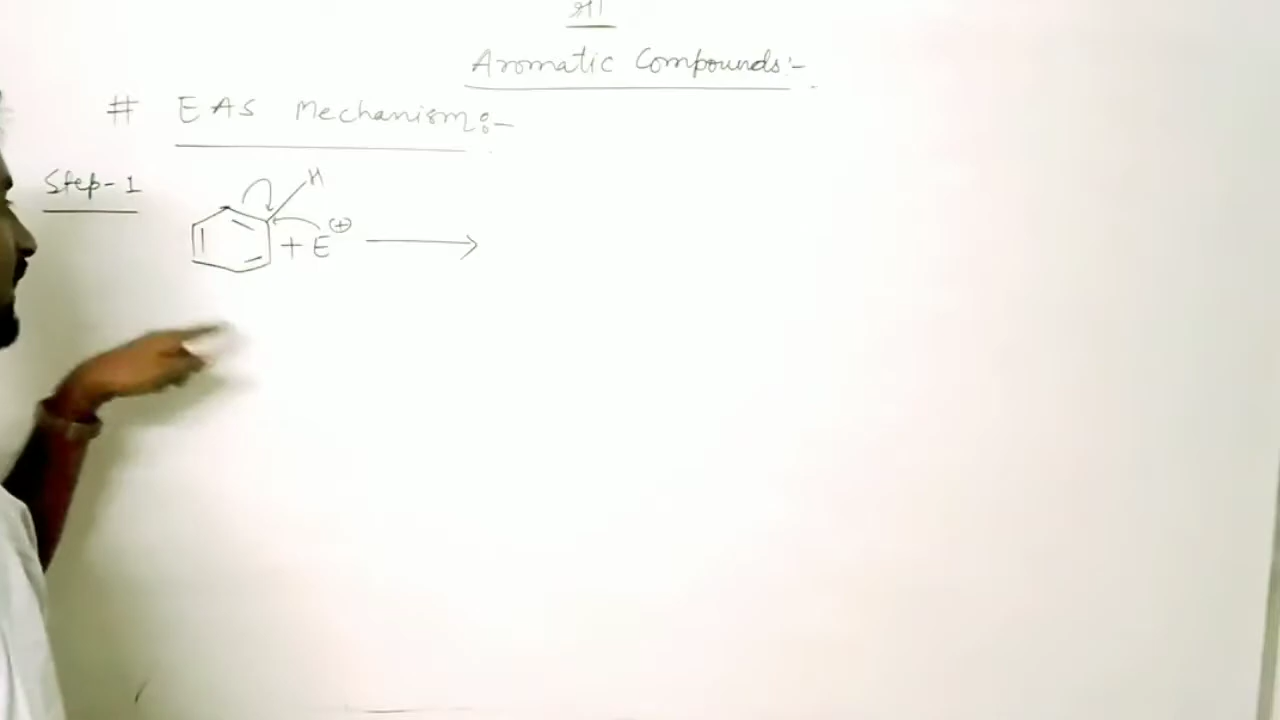 Aromatic Compounds:-
# EAS Mechanism:-
Step-1
H
+ E⊕ ⟶